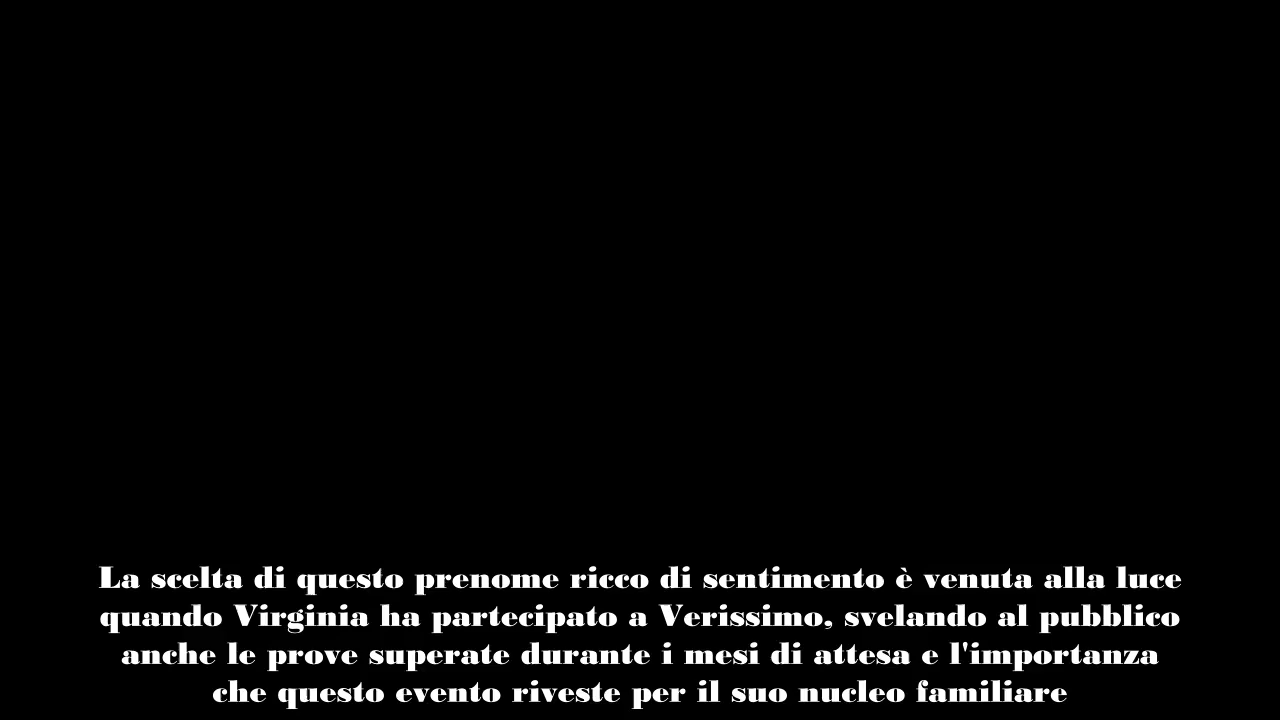 La scelta di questo prenome ricco di sentimento è venuta alla luce
quando Virginia ha partecipato a Verissimo, svelando al pubblico
anche le prove superate durante i mesi di attesa e l'importanza
che questo evento riveste per il suo nucleo familiare